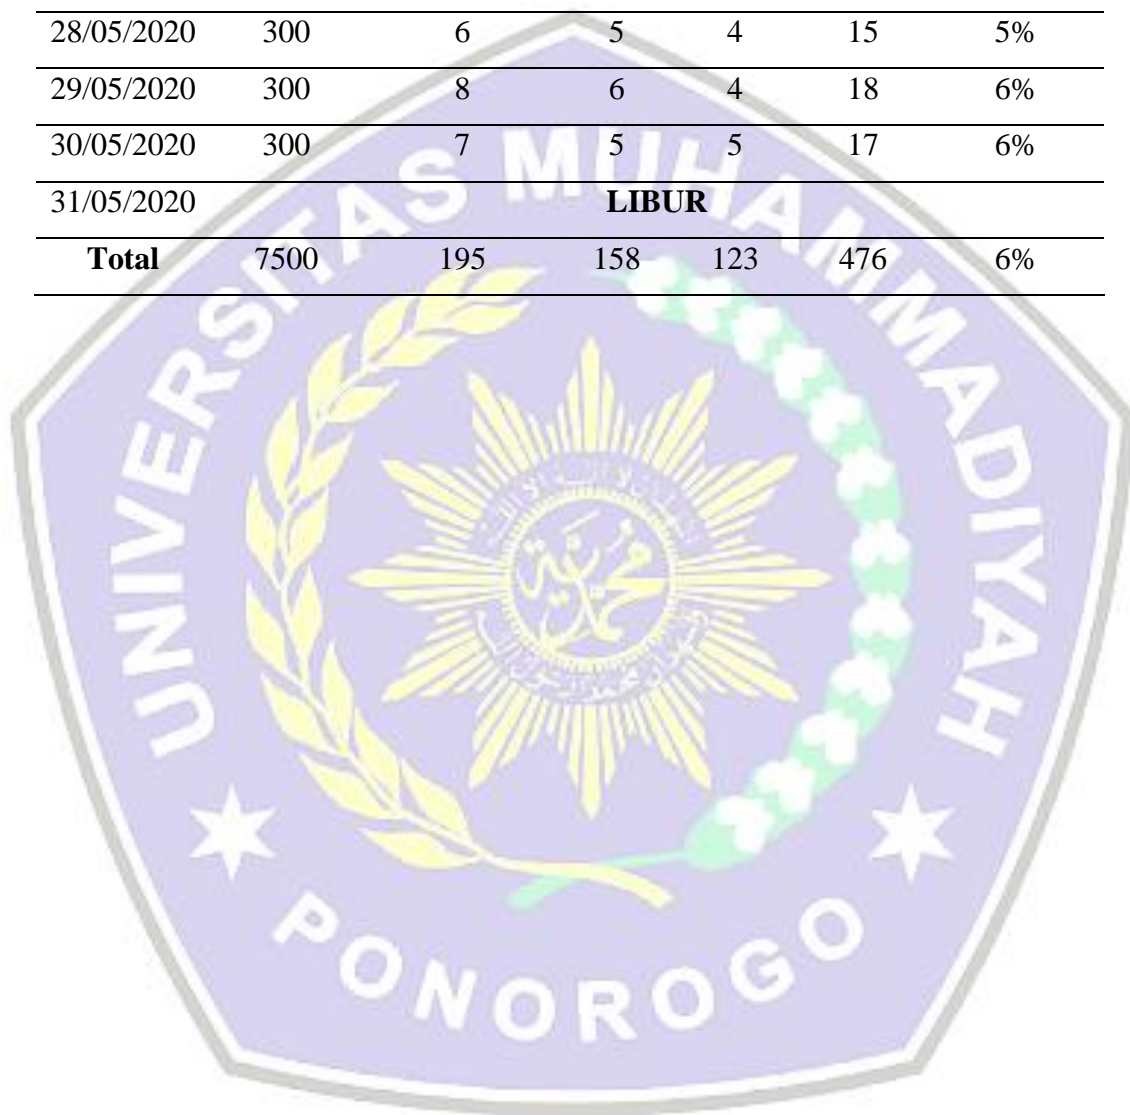 28/05/2020 300 6 5 4 15 5%
29/05/2020 300 8 6 4 18 6%
30/05/2020 300 7 5 5 17 6%
31/05/2020 LIBUR
Total 7500 195 158 123 476 6%
UNIVERSITAS MUHAMMADIYAH
محمدية
PONOROGO